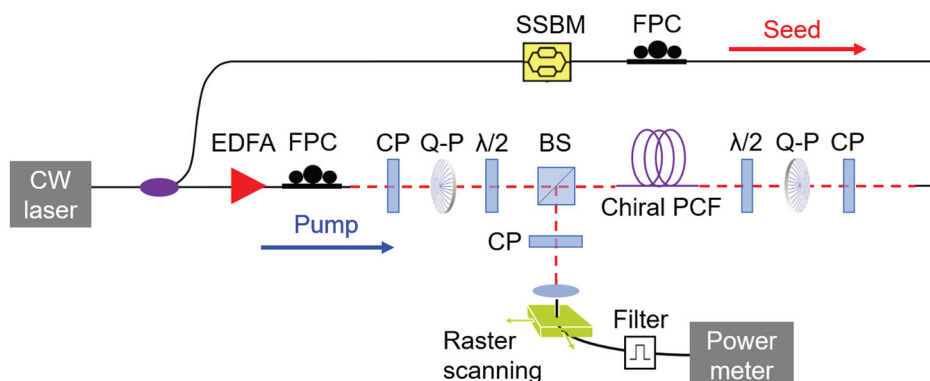 SSBM
FPC
Seed
EDFA
FPC
CP
Q-P
λ/2
BS
λ/2
Q-P
CP
CW
laser
Chiral PCF
Pump
CP
Raster
scanning
Filter
Power
meter